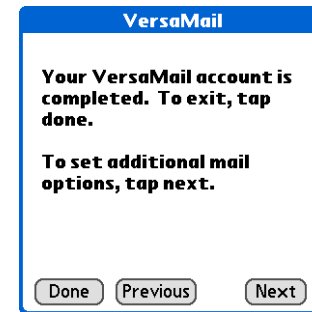 VersaMail
Your VersaMail account is
completed. To exit, tap
done.
To set additional mail
options, tap next.
Done Previous Next